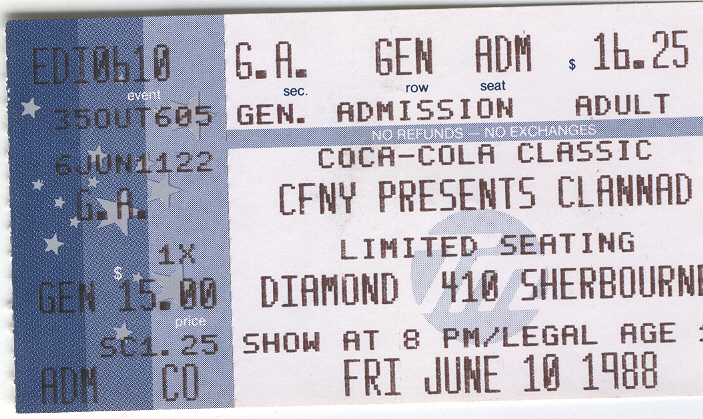 EDI0610
event
35OUT605
6JUN1122
G.A.
1X
$
GEN 15.00
price
SC1.25
ADM CO
G.A. GEN ADM $ 16.25
sec. row seat
GEN. ADMISSION ADULT
NO REFUNDS — NO EXCHANGES
COCA-COLA CLASSIC
CFNY PRESENTS CLANNAD
LIMITED SEATING
DIAMOND 410 SHERBOURNE
SHOW AT 8 PM/LEGAL AGE 1
FRI JUNE 10 1988